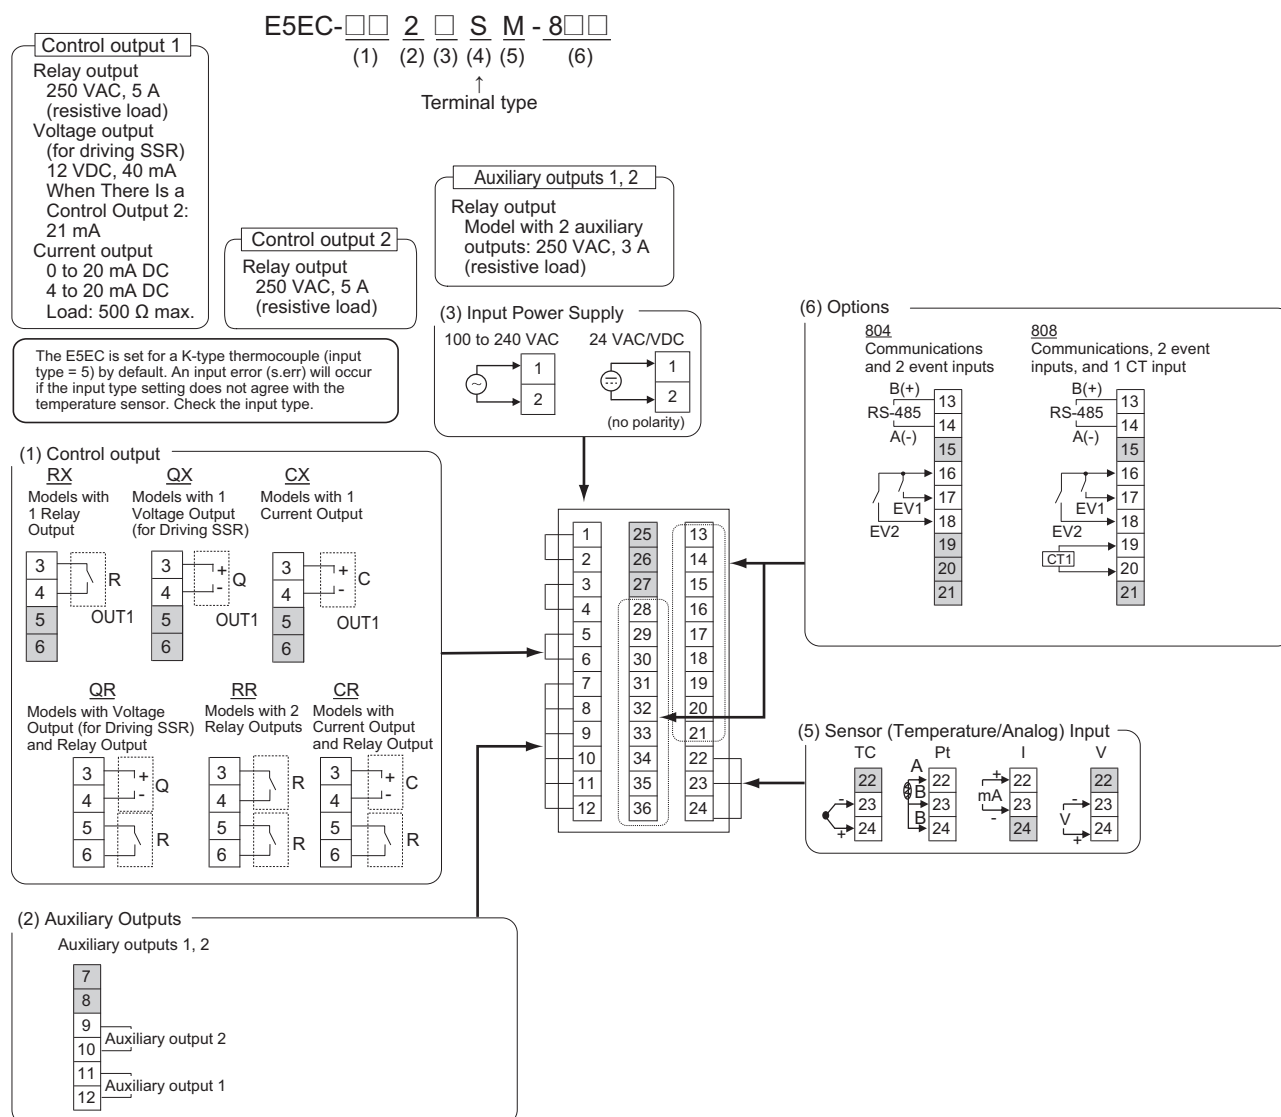 E5EC-□□ 2 □ S M - 8□□
(1) (2) (3) (4) (5) (6)
↑
Terminal type
Control output 1
Relay output
250 VAC, 5 A
(resistive load)
Voltage output
(for driving SSR)
12 VDC, 40 mA
When There Is a
Control Output 2:
21 mA
Current output
0 to 20 mA DC
4 to 20 mA DC
Load: 500 Ω max.
Control output 2
Relay output
250 VAC, 5 A
(resistive load)
Auxiliary outputs 1, 2
Relay output
Model with 2 auxiliary
outputs: 250 VAC, 3 A
(resistive load)
The E5EC is set for a K-type thermocouple (input
type = 5) by default. An input error (s.err) will occur
if the input type setting does not agree with the
temperature sensor. Check the input type.
(3) Input Power Supply
100 to 240 VAC
1
2
24 VAC/VDC
1
2
(no polarity)
(6) Options
804
Communications
and 2 event inputs
B(+)
RS-485
A(-)
EV1
EV2
13
14
15
16
17
18
19
20
21
808
Communications, 2 event
inputs, and 1 CT input
B(+)
RS-485
A(-)
EV1
EV2
CT1
13
14
15
16
17
18
19
20
21
(1) Control output
RX
Models with
1 Relay
Output
3
4
5
6
R
OUT1
QX
Models with 1
Voltage Output
(for Driving SSR)
3
4
5
6
+
-
Q
OUT1
CX
Models with 1
Current Output
3
4
5
6
+
-
C
OUT1
QR
Models with Voltage
Output (for Driving SSR)
and Relay Output
3
4
5
6
+
-
Q
R
RR
Models with 2
Relay Outputs
3
4
5
6
R
R
CR
Models with
Current Output
and Relay Output
3
4
5
6
+
-
C
R
1
2
3
4
5
6
7
8
9
10
11
12
25
26
27
28
29
30
31
32
33
34
35
36
13
14
15
16
17
18
19
20
21
22
23
24
(5) Sensor (Temperature/Analog) Input
TC
22
23
24
-
+
Pt
A
B
B
22
23
24
I
+
mA
-
22
23
24
V
-
V
+
22
23
24
(2) Auxiliary Outputs
Auxiliary outputs 1, 2
7
8
9
10
11
12
Auxiliary output 2
Auxiliary output 1